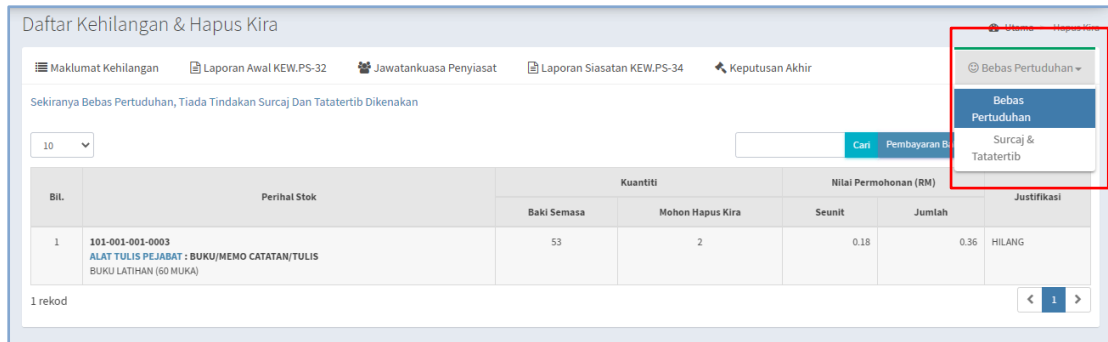 Daftar Kehilangan & Hapus Kira
Utama Hapus Kira
Maklumat Kehilangan Laporan Awal KEW.PS-32 Jawatankuasa Penyiasat Laporan Siasatan KEW.PS-34 Keputusan Akhir Bebas Pertuduhan
Sekiranya Bebas Pertuduhan, Tiada Tindakan Surcaj Dan Tatatertib Dikenakan
Bebas
Pertuduhan
Surcaj &
Tatatertib
10 Cari Pembayaran
Bil. Perihal Stok Kuantiti Nilai Permohonan (RM) Justifikasi
Baki Semasa Mohon Hapus Kira Seunit Jumlah
1 101-001-001-0003 53 2 0.18 0.36 HILANG
ALAT TULIS PEJABAT : BUKU/MEMO CATATAN/TULIS
BUKU LATIHAN (60 MUKA)
1 rekod < 1 >